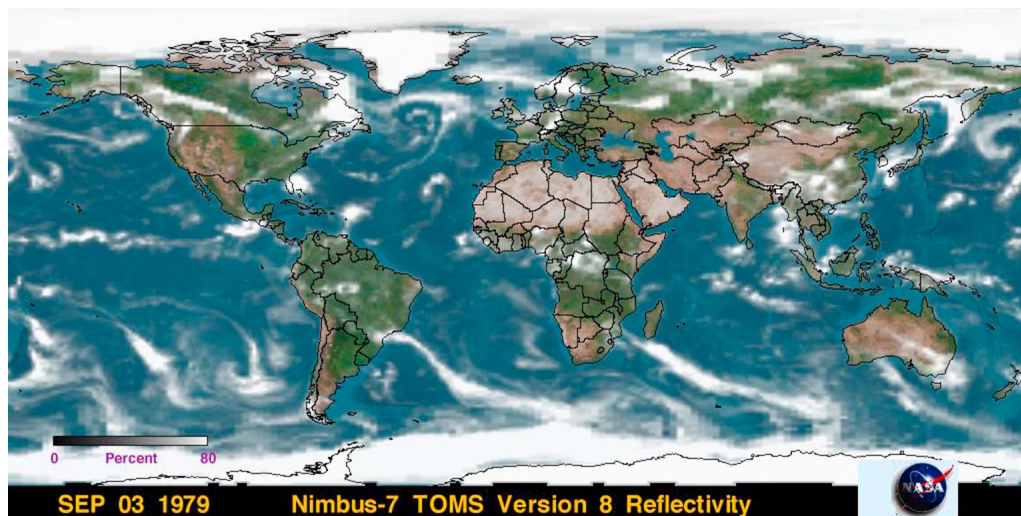 0 Percent 80
SEP 03 1979 Nimbus-7 TOMS Version 8 Reflectivity
NASA